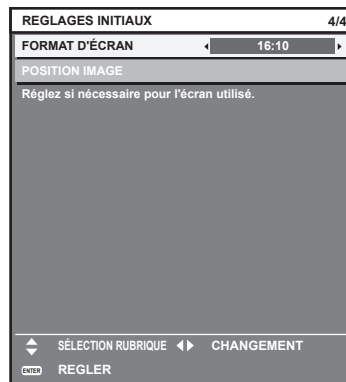 REGLAGES INITIAUX 4/4
FORMAT D'ÉCRAN 16:10
POSITION IMAGE
Réglez si nécessaire pour l'écran utilisé.
SÉLECTION RUBRIQUE CHANGEMENT
ENTER REGLER